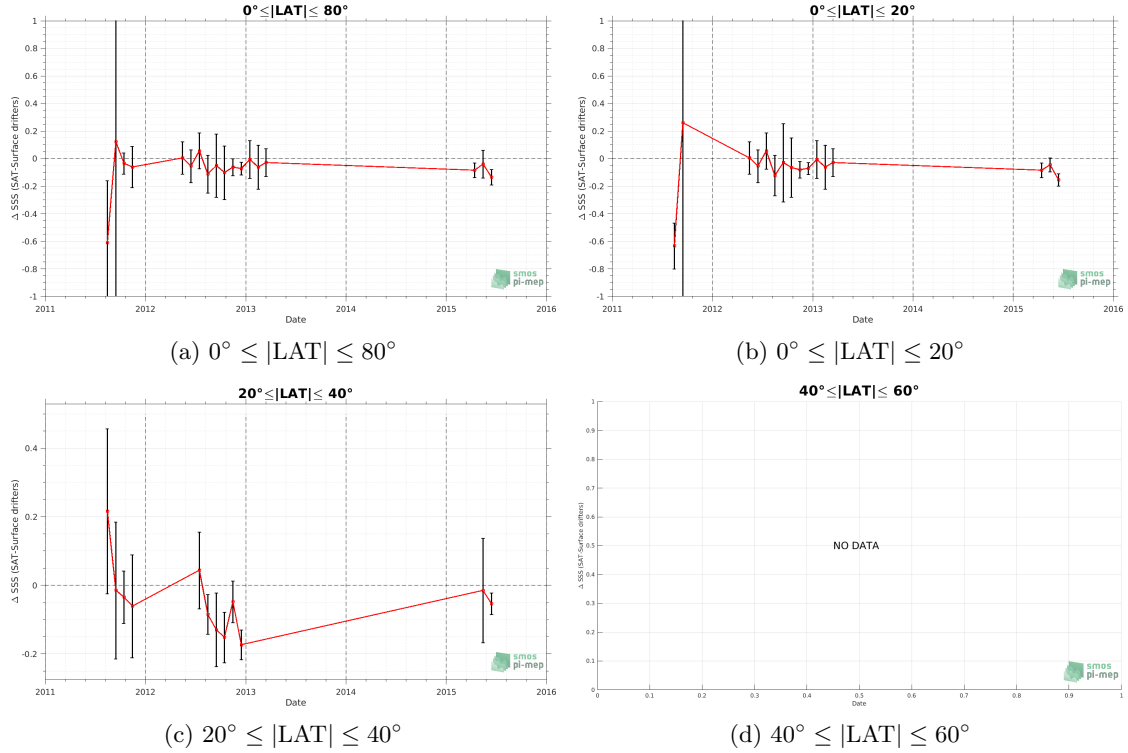 0°≤|LAT|≤ 80°
Δ SSS (SAT-Surface drifters)
1
0.8
0.6
0.4
0.2
0
-0.2
-0.4
-0.6
-0.8
-1
2011
2012
2013
2014
2015
2016
Date
smos
pi-mep
(a) 0° ≤ |LAT| ≤ 80°
0°≤|LAT|≤ 20°
Δ SSS (SAT-Surface drifters)
1
0.8
0.6
0.4
0.2
0
-0.2
-0.4
-0.6
-0.8
-1
2011
2012
2013
2014
2015
2016
Date
smos
pi-mep
(b) 0° ≤ |LAT| ≤ 20°
20°≤|LAT|≤ 40°
Δ SSS (SAT-Surface drifters)
0.4
0.2
0
-0.2
2011
2012
2013
2014
2015
2016
Date
smos
pi-mep
(c) 20° ≤ |LAT| ≤ 40°
40°≤|LAT|≤ 60°
Δ SSS (SAT-Surface drifters)
1
0.9
0.8
0.7
0.6
0.5
0.4
0.3
0.2
0.1
0
NO DATA
0
0.1
0.2
0.3
0.4
0.5
0.6
0.7
0.8
0.9
1
Date
smos
pi-mep
(d) 40° ≤ |LAT| ≤ 60°